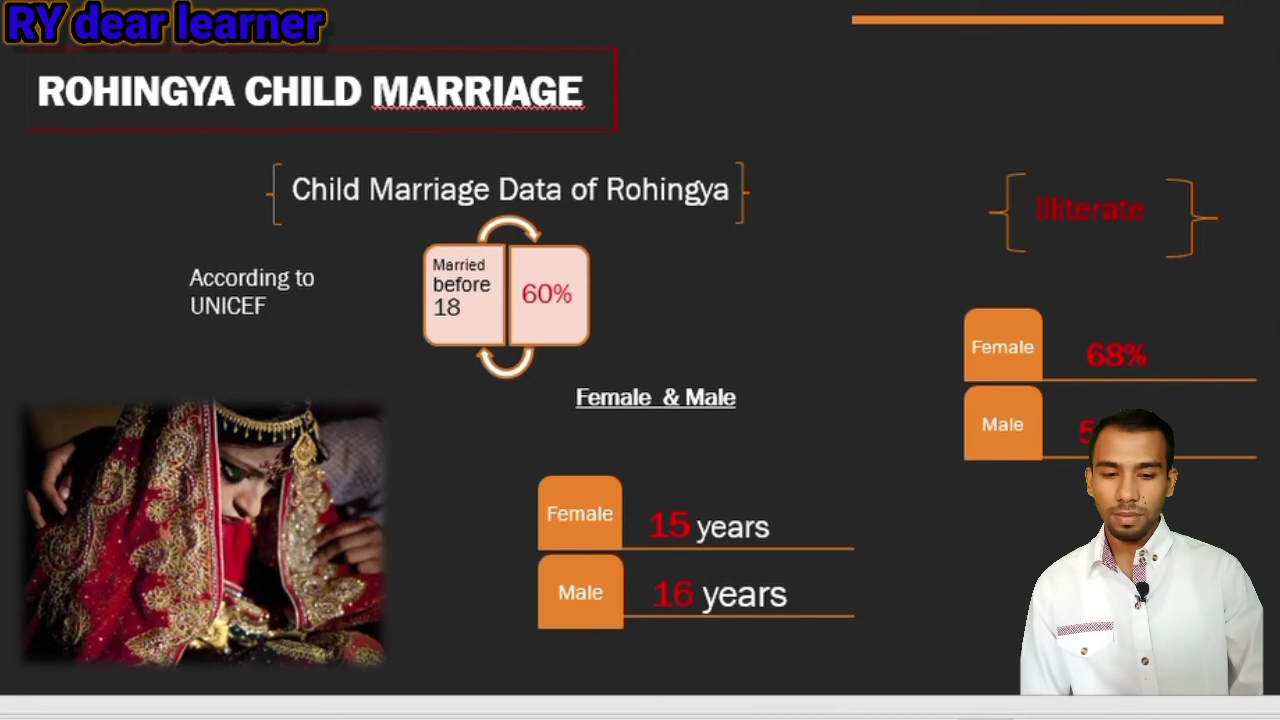 RY dear learner
ROHINGYA CHILD MARRIAGE
Child Marriage Data of Rohingya
Illiterate
According to
UNICEF
Married
before
18
60%
Female 68%
Male
Female & Male
Female 15 years
Male 16 years